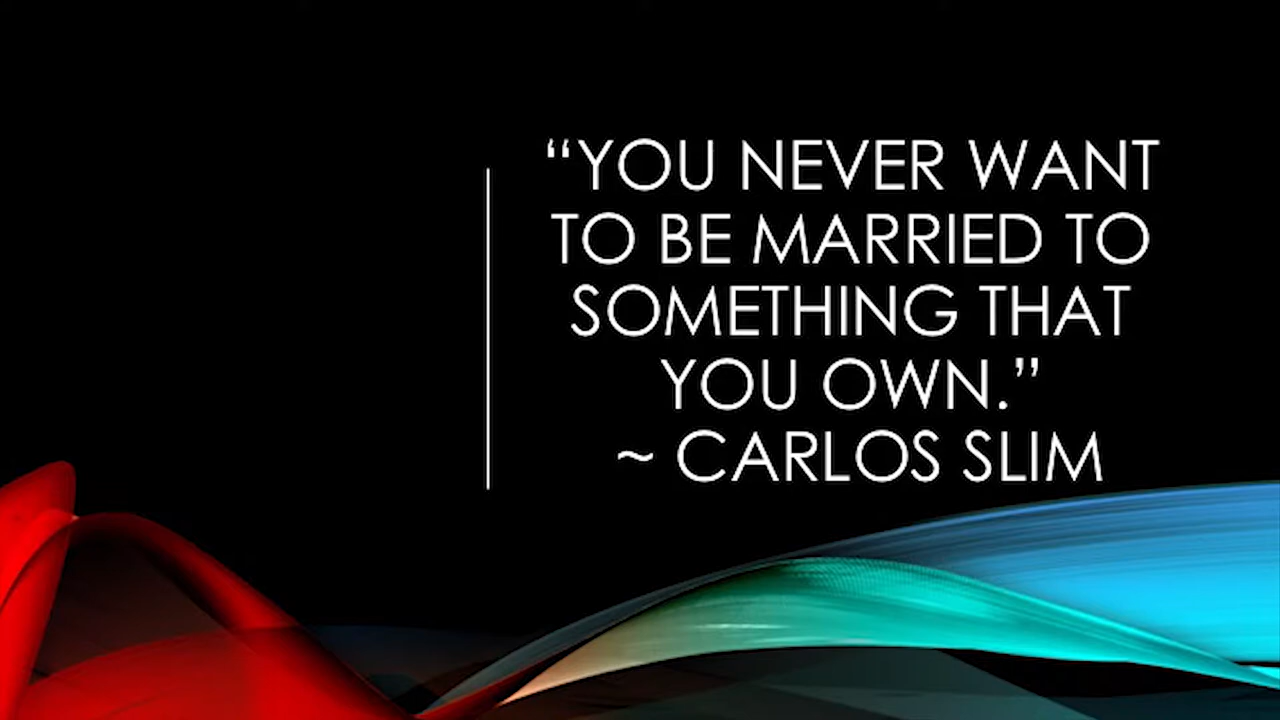 “YOU NEVER WANT
TO BE MARRIED TO
SOMETHING THAT
YOU OWN.”
~ CARLOS SLIM